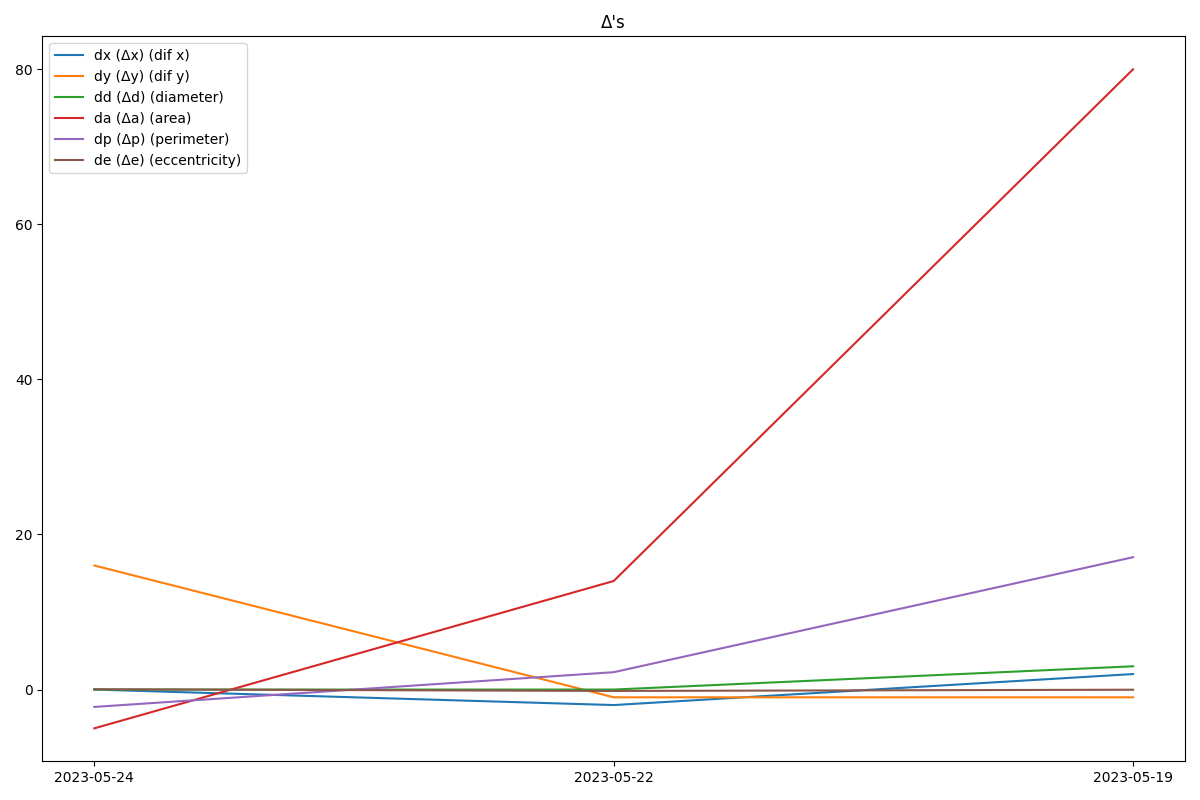 Δ's
dx (Δx) (dif x)
dy (Δy) (dif y)
dd (Δd) (diameter)
da (Δa) (area)
dp (Δp) (perimeter)
de (Δe) (eccentricity)
80
60
40
20
0
2023-05-24 2023-05-22 2023-05-19